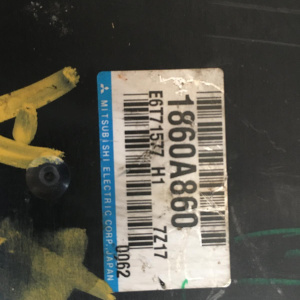 1860A860
E6T71577 H1
7Z17
0062
MITSUBISHI ELECTRIC CORP. JAPAN